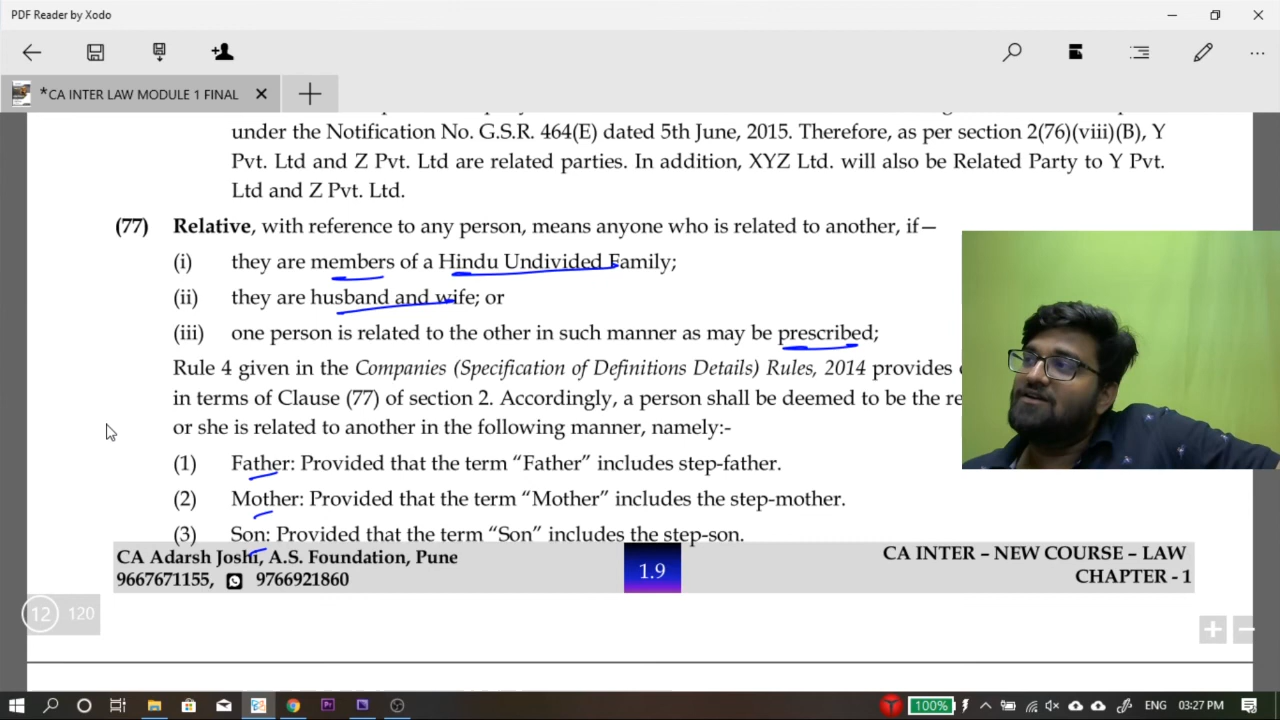 PDF Reader by Xodo
*CA INTER LAW MODULE 1 FINAL
under the Notification No. G.S.R. 464(E) dated 5th June, 2015. Therefore, as per section 2(76)(viii)(B), Y
Pvt. Ltd and Z Pvt. Ltd are related parties. In addition, XYZ Ltd. will also be Related Party to Y Pvt.
Ltd and Z Pvt. Ltd.
(77) Relative, with reference to any person, means anyone who is related to another, if—
(i) they are members of a Hindu Undivided Family;
(ii) they are husband and wife; or
(iii) one person is related to the other in such manner as may be prescribed;
Rule 4 given in the Companies (Specification of Definitions Details) Rules, 2014 provides
in terms of Clause (77) of section 2. Accordingly, a person shall be deemed to be the
or she is related to another in the following manner, namely:-
(1) Father: Provided that the term “Father” includes step-father.
(2) Mother: Provided that the term “Mother” includes the step-mother.
(3) Son: Provided that the term “Son” includes the step-son.
CA Adarsh Joshi, A.S. Foundation, Pune
9667671155, 9766921860
1.9
CA INTER – NEW COURSE – LAW
CHAPTER - 1
12 120
100% ENG 03:27 PM